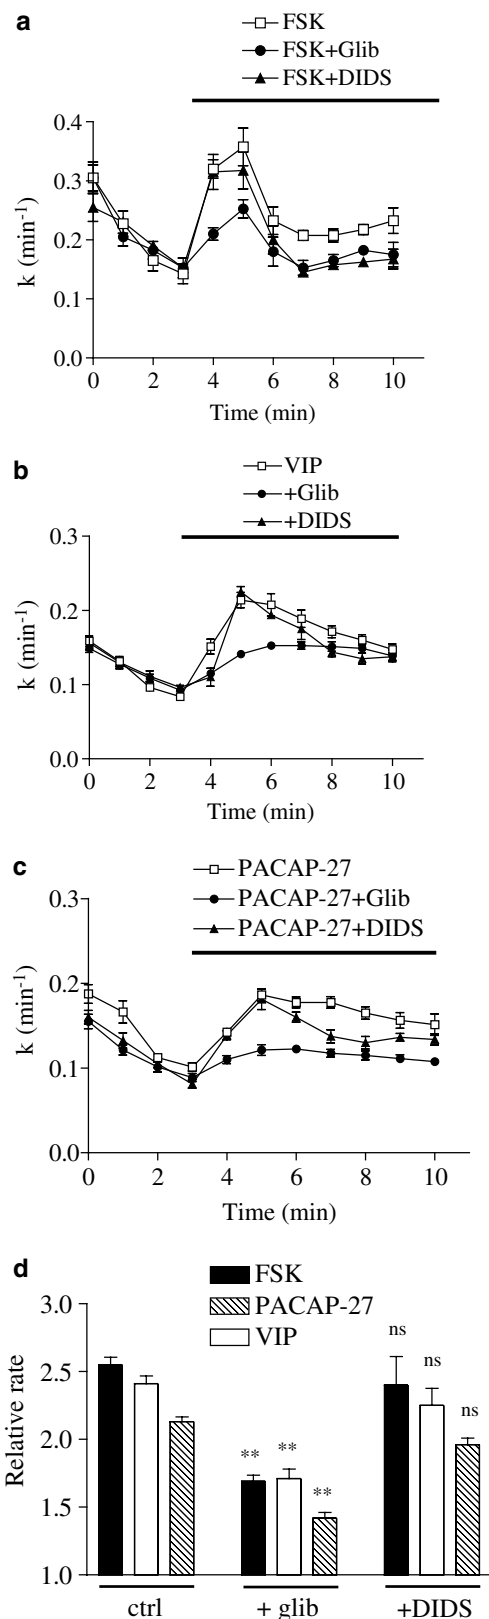 a
FSK
FSK+Glib
FSK+DIDS
0.4
0.3
0.2
0.1
0.0
k (min-1)
0 2 4 6 8 10
Time (min)
b
VIP
+Glib
+DIDS
0.3
0.2
0.1
0.0
k (min-1)
0 2 4 6 8 10
Time (min)
c
PACAP-27
PACAP-27+Glib
PACAP-27+DIDS
0.3
0.2
0.1
0.0
k (min-1)
0 2 4 6 8 10
Time (min)
d
FSK
PACAP-27
VIP
3.0
2.5
2.0
1.5
1.0
Relative rate
** ** **
ns ns ns
ctrl + glib +DIDS